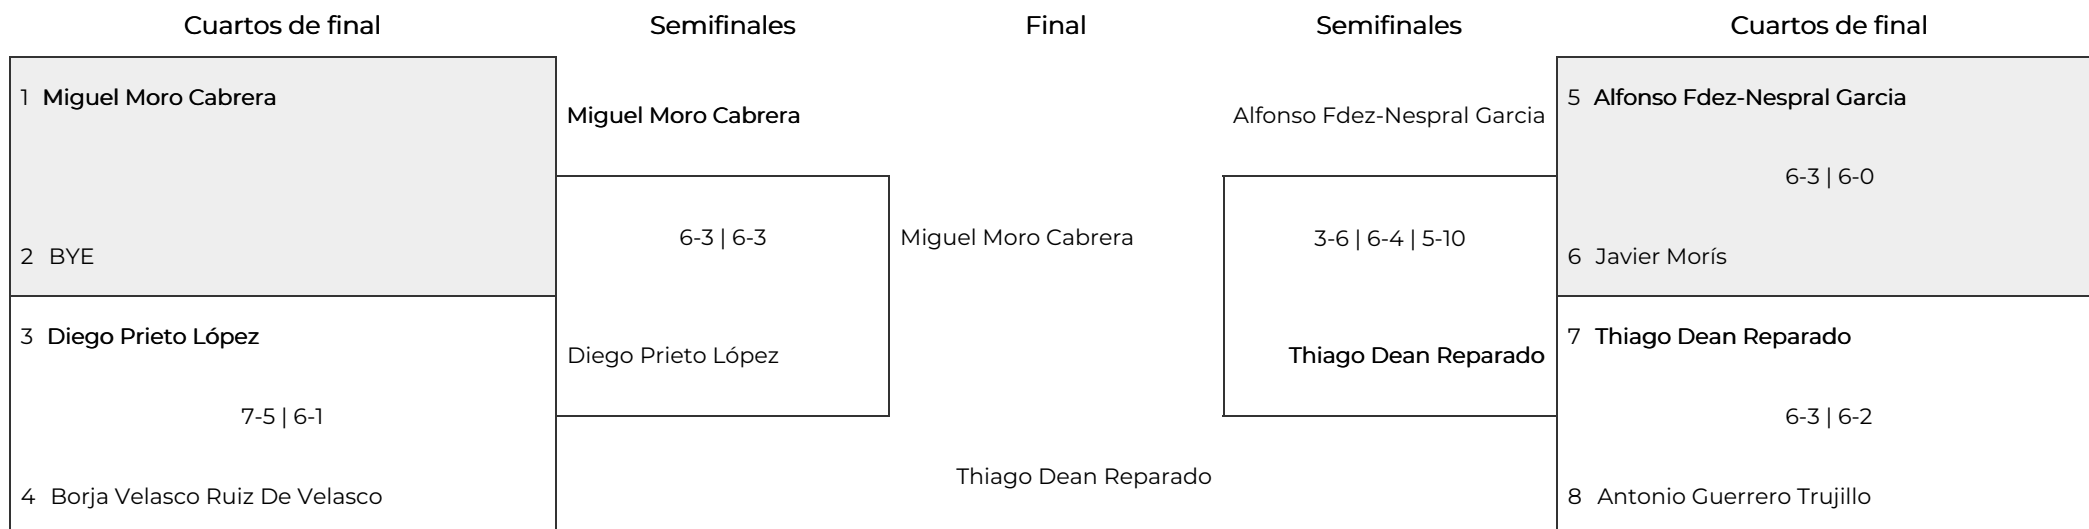 Cuartos de final
Semifinales
Final
Semifinales
Cuartos de final
1 Miguel Moro Cabrera
2 BYE
3 Diego Prieto López
7-5 | 6-1
4 Borja Velasco Ruiz De Velasco
Miguel Moro Cabrera
6-3 | 6-3
Diego Prieto López
Miguel Moro Cabrera
Thiago Dean Reparado
Alfonso Fdez-Nespral Garcia
3-6 | 6-4 | 5-10
Thiago Dean Reparado
5 Alfonso Fdez-Nespral Garcia
6-3 | 6-0
6 Javier Morís
7 Thiago Dean Reparado
6-3 | 6-2
8 Antonio Guerrero Trujillo